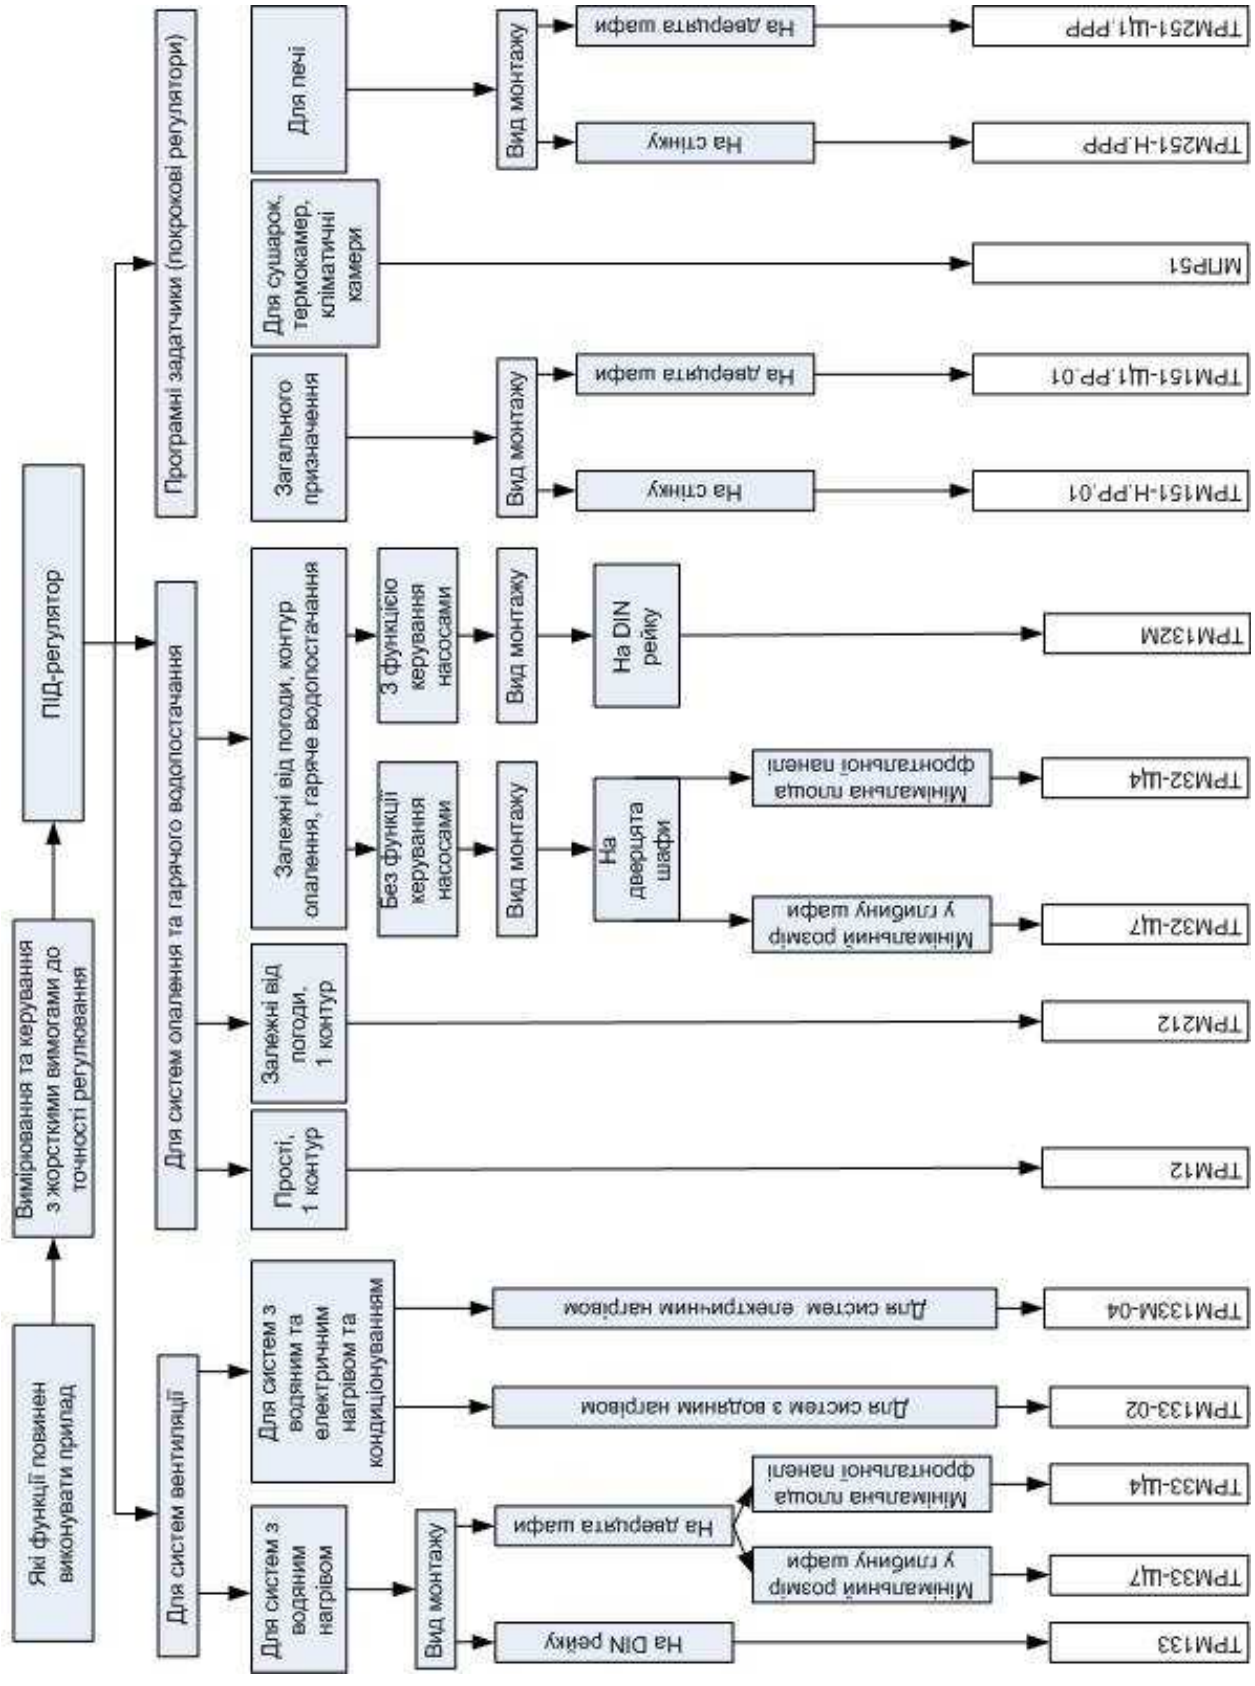 Які функції повинен
виконувати прилад
Вимірювання та керування
з жорсткими вимогами до
точності регулювання
ПІД-регулятор
Для систем вентиляції
Для систем опалення та гарячого водопостачання
Програмні задатчики (покрокові регулятори)
Для систем з
водяним
нагрівом
Для систем з
водяним та
електричним
нагрівом та
кондиціонуванням
Прості,
1 контур
Залежні від
погоди,
1 контур
Залежні від погоди, контур
опалення, гаряче водопостачання
Загального
призначення
Для сушарок,
термокамер,
кліматичні
камери
Для печі
Без функції
керування
насосами
З функцією
керування
насосами
Вид монтажу
Вид монтажу
Вид монтажу
Вид монтажу
Вид монтажу
На DIN рейку
На дверцята шафи
Для систем з водяним нагрівом
Для систем електричним нагрівом
На
дверцята
шафи
На DIN
рейку
На стінку
На дверцята шафи
На стінку
На дверцята шафи
Мінімальний розмір
у глибину шафи
Мінімальна площа
фронтальної панелі
Мінімальний розмір
у глибину шафи
Мінімальна площа
фронтальної панелі
ТРМ133
ТРМ33-Щ7
ТРМ33-Щ4
ТРМ133-02
ТРМ133М-04
ТРМ12
ТРМ212
ТРМ32-Щ7
ТРМ32-Щ4
ТРМ132М
ТРМ151-Н.РР.01
ТРМ151-Щ1.РР.01
МПР51
ТРМ251-Н.РРР
ТРМ251-Щ1.РРР